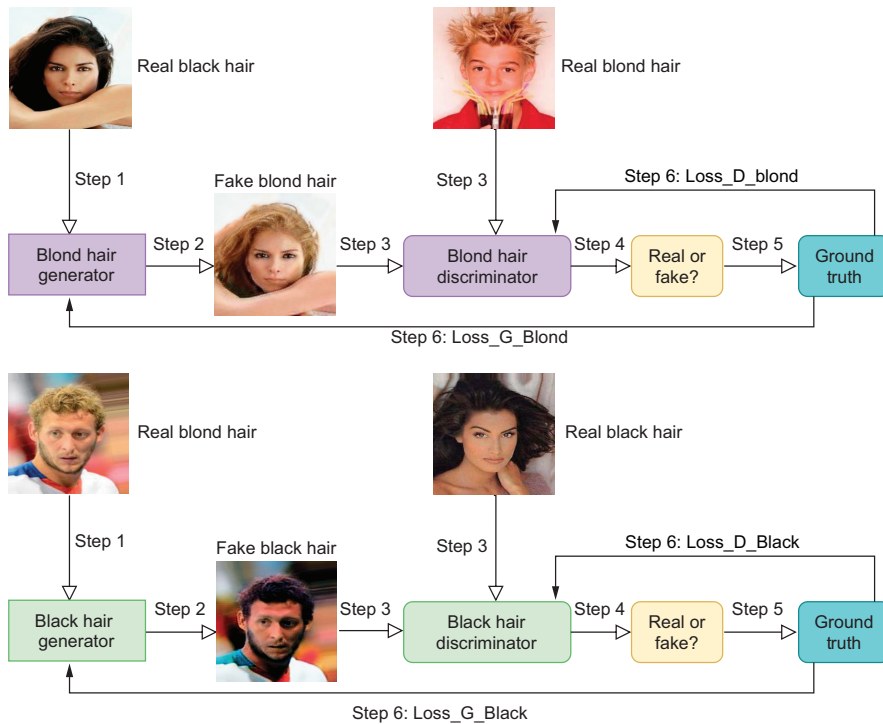 Real black hair
Real blond hair
Step 1
Fake blond hair
Step 3
Step 6: Loss_D_blond
Blond hair
generator
Step 2
Step 3
Blond hair
discriminator
Step 4
Real or
fake?
Step 5
Ground
truth
Step 6: Loss_G_Blond
Real blond hair
Real black hair
Step 1
Fake black hair
Step 3
Step 6: Loss_D_Black
Black hair
generator
Step 2
Step 3
Black hair
discriminator
Step 4
Real or
fake?
Step 5
Ground
truth
Step 6: Loss_G_Black